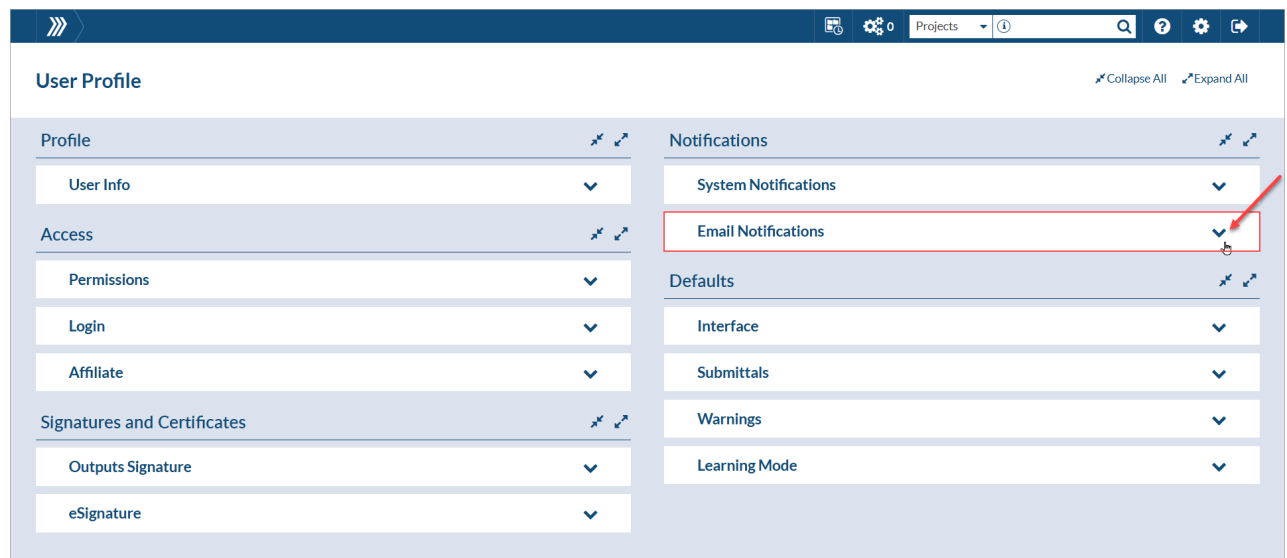 0 Projects
User Profile
Collapse All Expand All
Profile
User Info
Access
Permissions
Login
Affiliate
Signatures and Certificates
Outputs Signature
eSignature
Notifications
System Notifications
Email Notifications
Defaults
Interface
Submittals
Warnings
Learning Mode